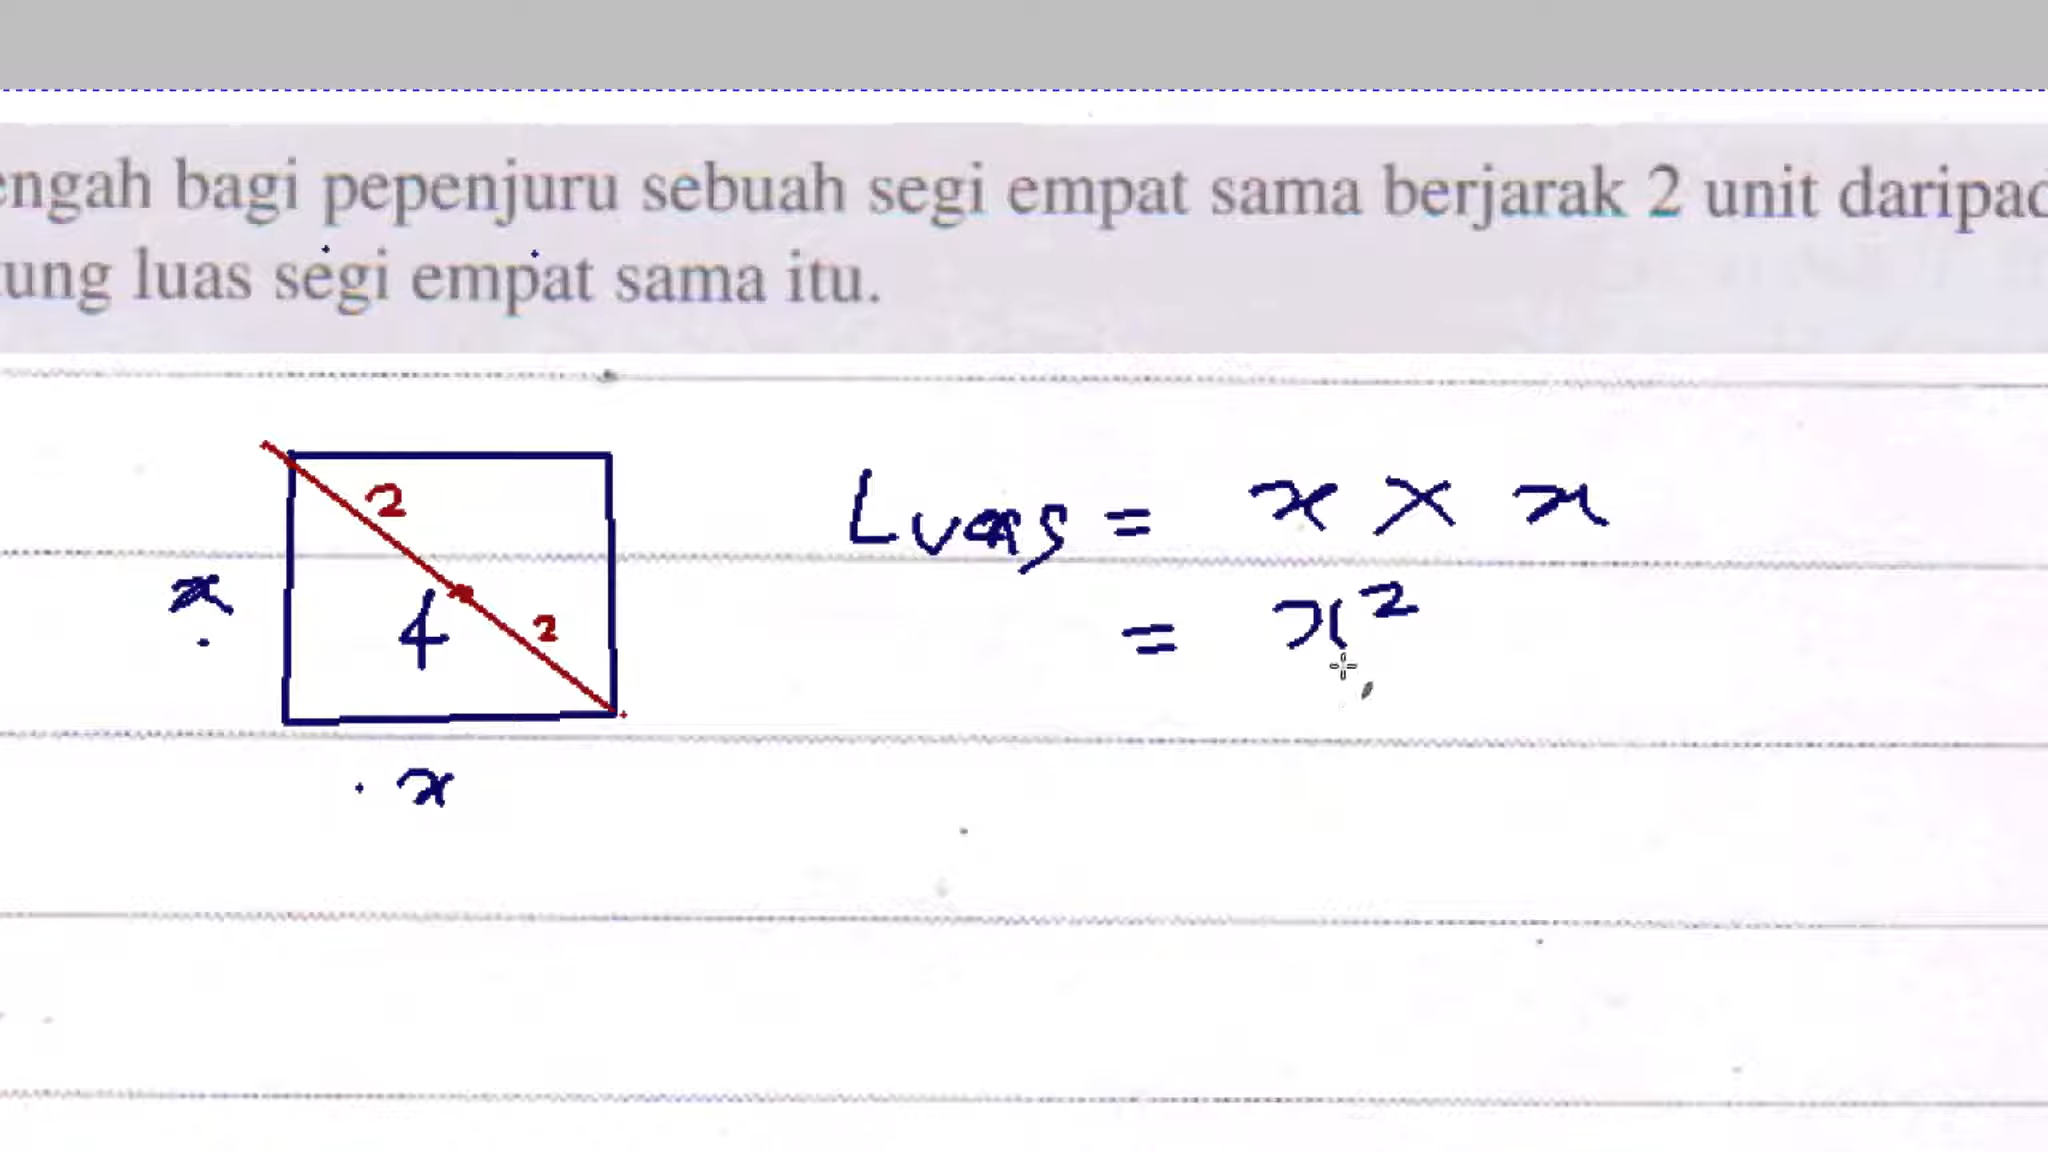 engah bagi pepenjuru sebuah segi empat sama berjarak 2 unit daripad
ung luas segi empat sama itu.
2
x
4
2
x
Luas = x × x
= x²